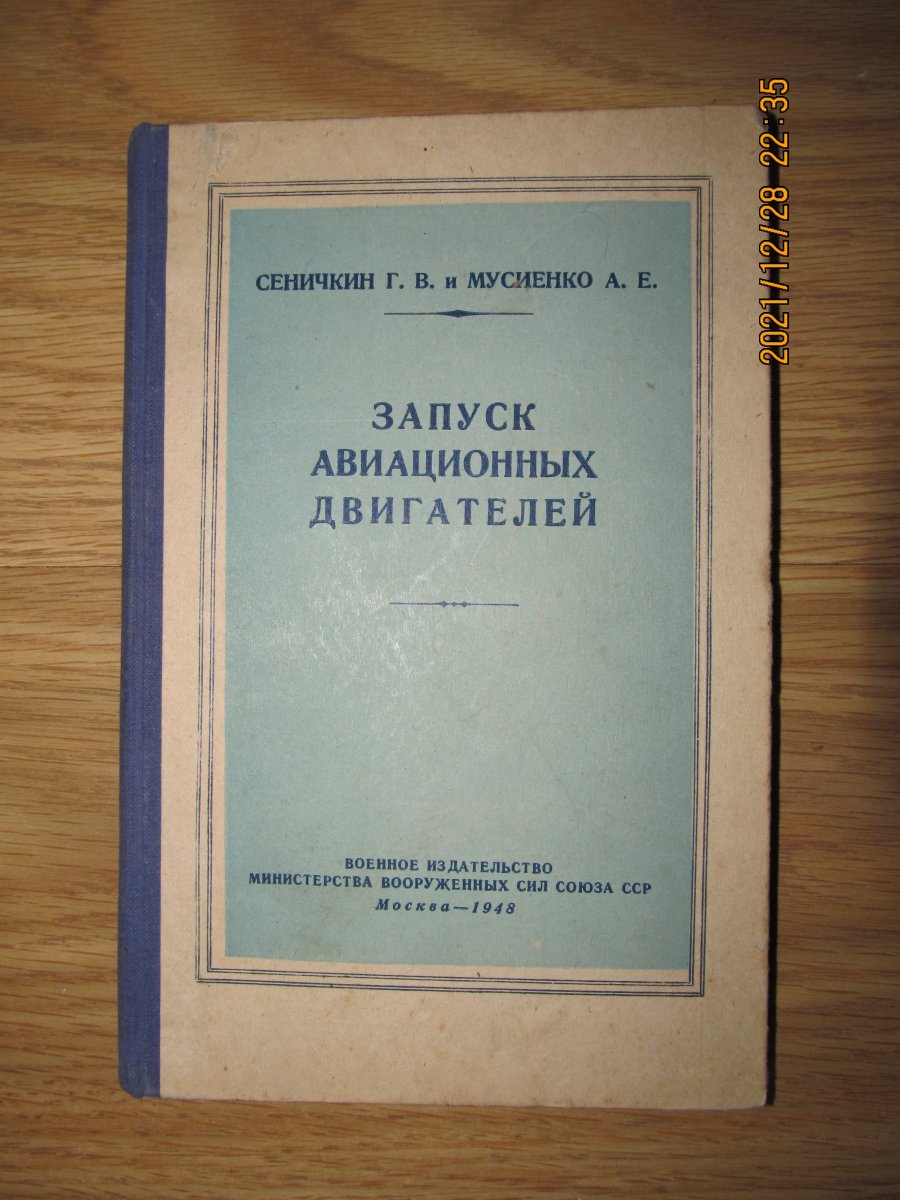 СЕНИЧКИН Г. В. и МУСИЕНКО А. Е.
ЗАПУСК
АВИАЦИОННЫХ
ДВИГАТЕЛЕЙ
ВОЕННОЕ ИЗДАТЕЛЬСТВО
МИНИСТЕРСТВА ВООРУЖЕННЫХ СИЛ СОЮЗА ССР
Москва — 1948
2021/12/28 22:35